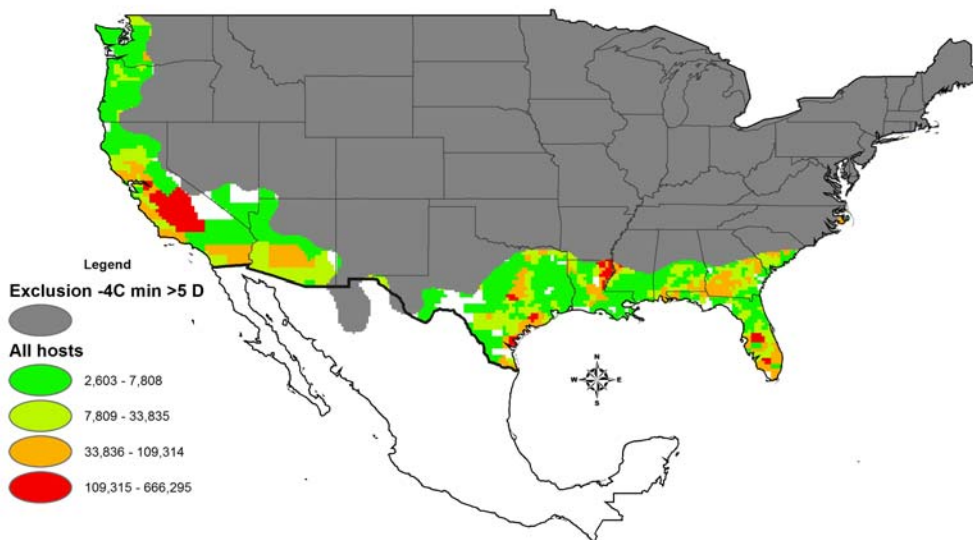 Legend
Exclusion -4C min >5 D
All hosts
2,603 - 7,808
7,809 - 33,835
33,836 - 109,314
109,315 - 666,295
N
W E
S